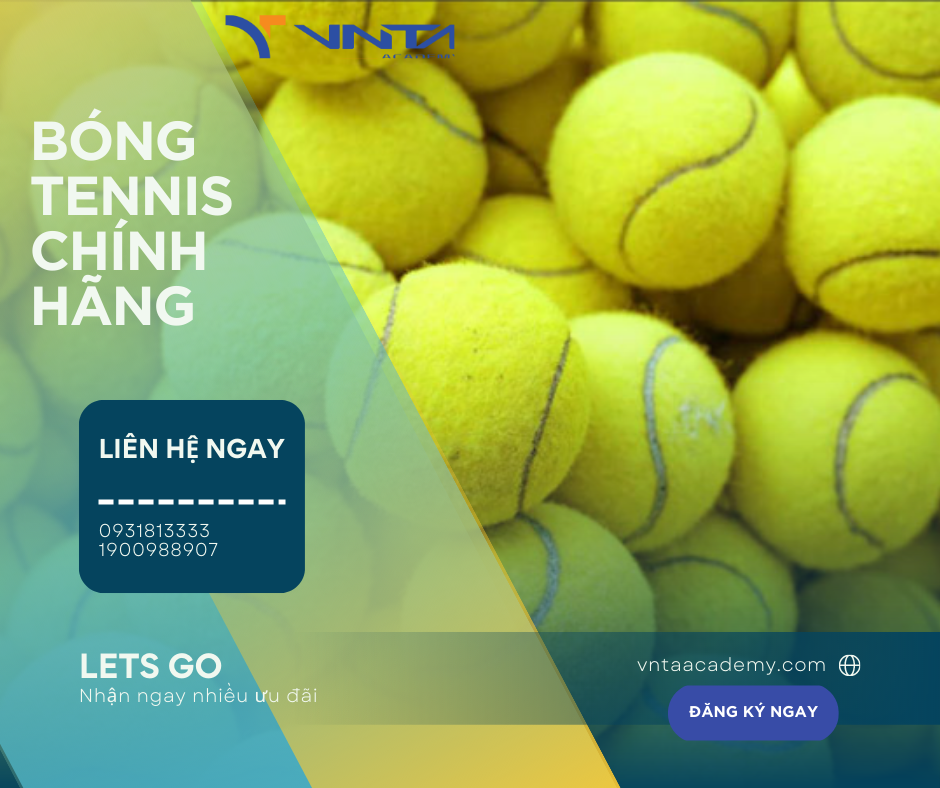 VNTA
ACADEMY
BÓNG
TENNIS
CHÍNH
HÃNG
LIÊN HỆ NGAY
0931813333
1900988907
LETS GO
Nhận ngay nhiều ưu đãi
vntaacademy.com
ĐĂNG KÝ NGAY